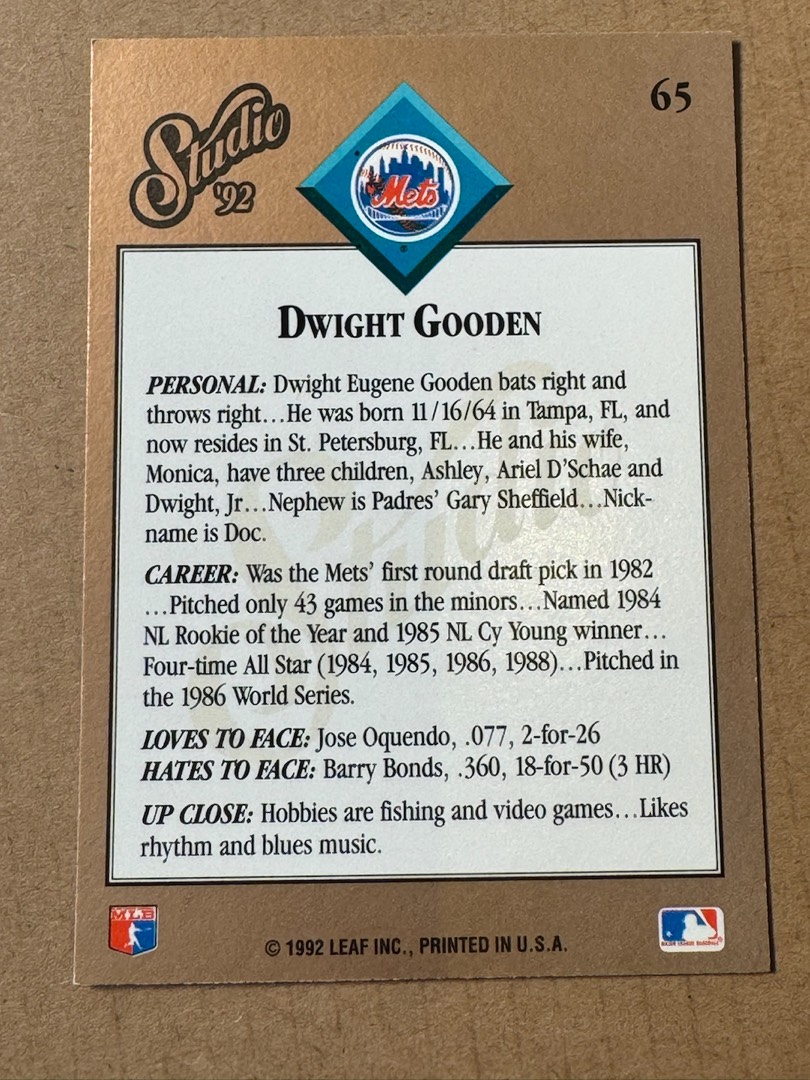 Studio '92
65
Mets
DWIGHT GOODEN
PERSONAL: Dwight Eugene Gooden bats right and
throws right...He was born 11/16/64 in Tampa, FL, and
now resides in St. Petersburg, FL...He and his wife,
Monica, have three children, Ashley, Ariel D'Schae and
Dwight, Jr...Nephew is Padres' Gary Sheffield...Nick-
name is Doc.
CAREER: Was the Mets' first round draft pick in 1982
...Pitched only 43 games in the minors...Named 1984
NL Rookie of the Year and 1985 NL Cy Young winner...
Four-time All Star (1984, 1985, 1986, 1988)...Pitched in
the 1986 World Series.
LOVES TO FACE: Jose Oquendo, .077, 2-for-26
HATES TO FACE: Barry Bonds, .360, 18-for-50 (3 HR)
UP CLOSE: Hobbies are fishing and video games...Likes
rhythm and blues music.
MLB
© 1992 LEAF INC., PRINTED IN U.S.A.
MAJOR LEAGUE BASEBALL®